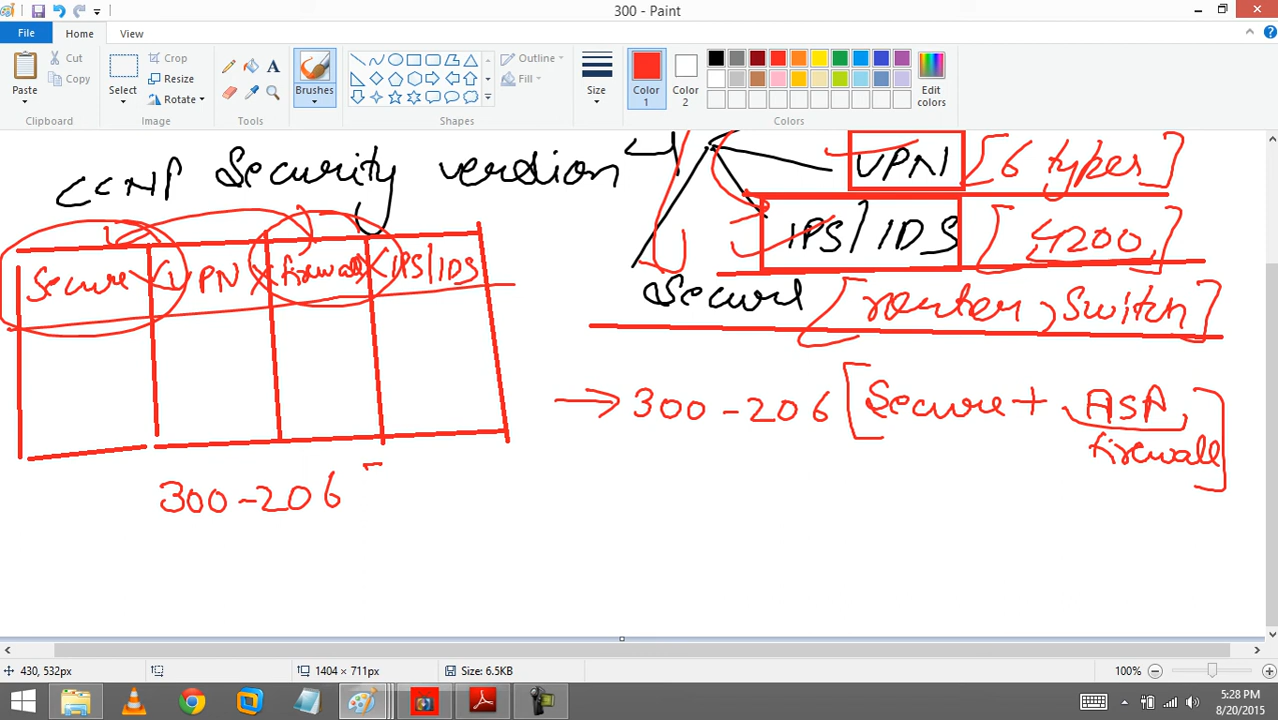 300 - Paint
File
Home
View
Paste
Cut
Copy
Clipboard
Select
Crop
Resize
Rotate
Image
A
Tools
Brushes
Outline
Fill
Shapes
Size
Color 1
Color 2
Edit colors
Colors
CCNP Security verdion 4
VPN [6 types]
IPS/IDS [4200]
Secure [router, Switch]
Secure VPN firewall IPS/IDS
→ 300-206 [Secure + ASA
firewall]
300-206
430, 532px
1404 × 711px
Size: 6.5KB
100%
5:28 PM
8/20/2015